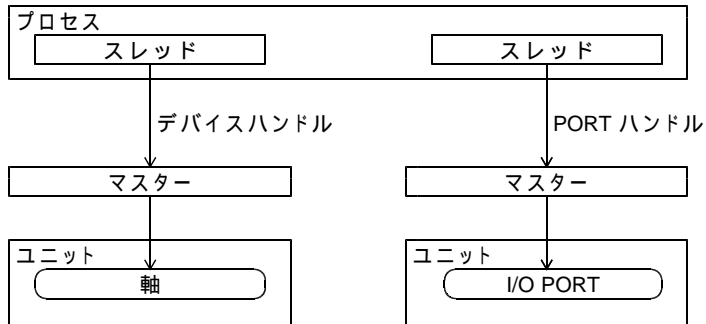 プロセス
スレッド スレッド
デバイスハンドル PORT ハンドル
マスター マスター
ユニット ユニット
軸 I/O PORT